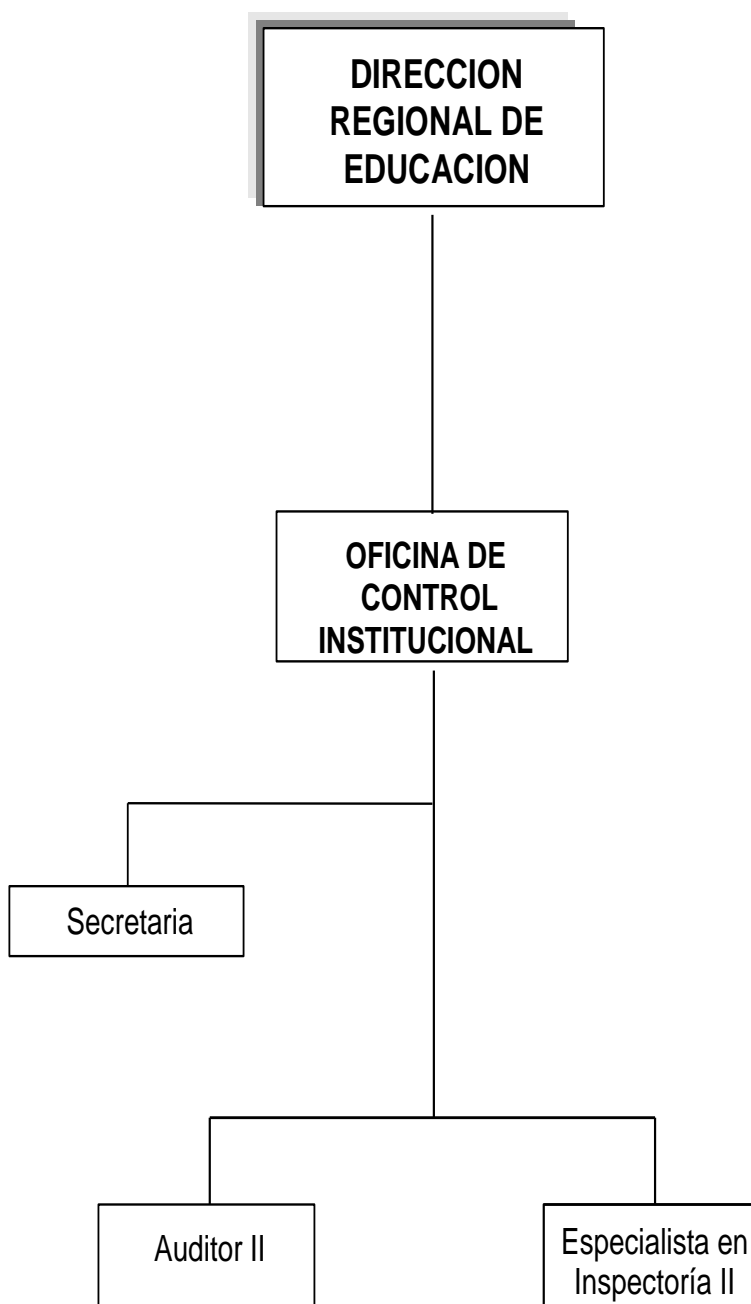 DIRECCION
REGIONAL DE
EDUCACION
OFICINA DE
CONTROL
INSTITUCIONAL
Secretaria
Auditor II
Especialista en
Inspectoría II